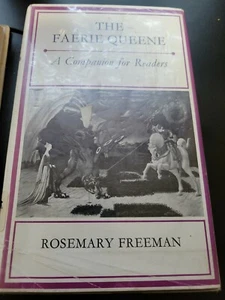 THE
FAERIE QUEENE
A Companion for Readers
ROSEMARY FREEMAN